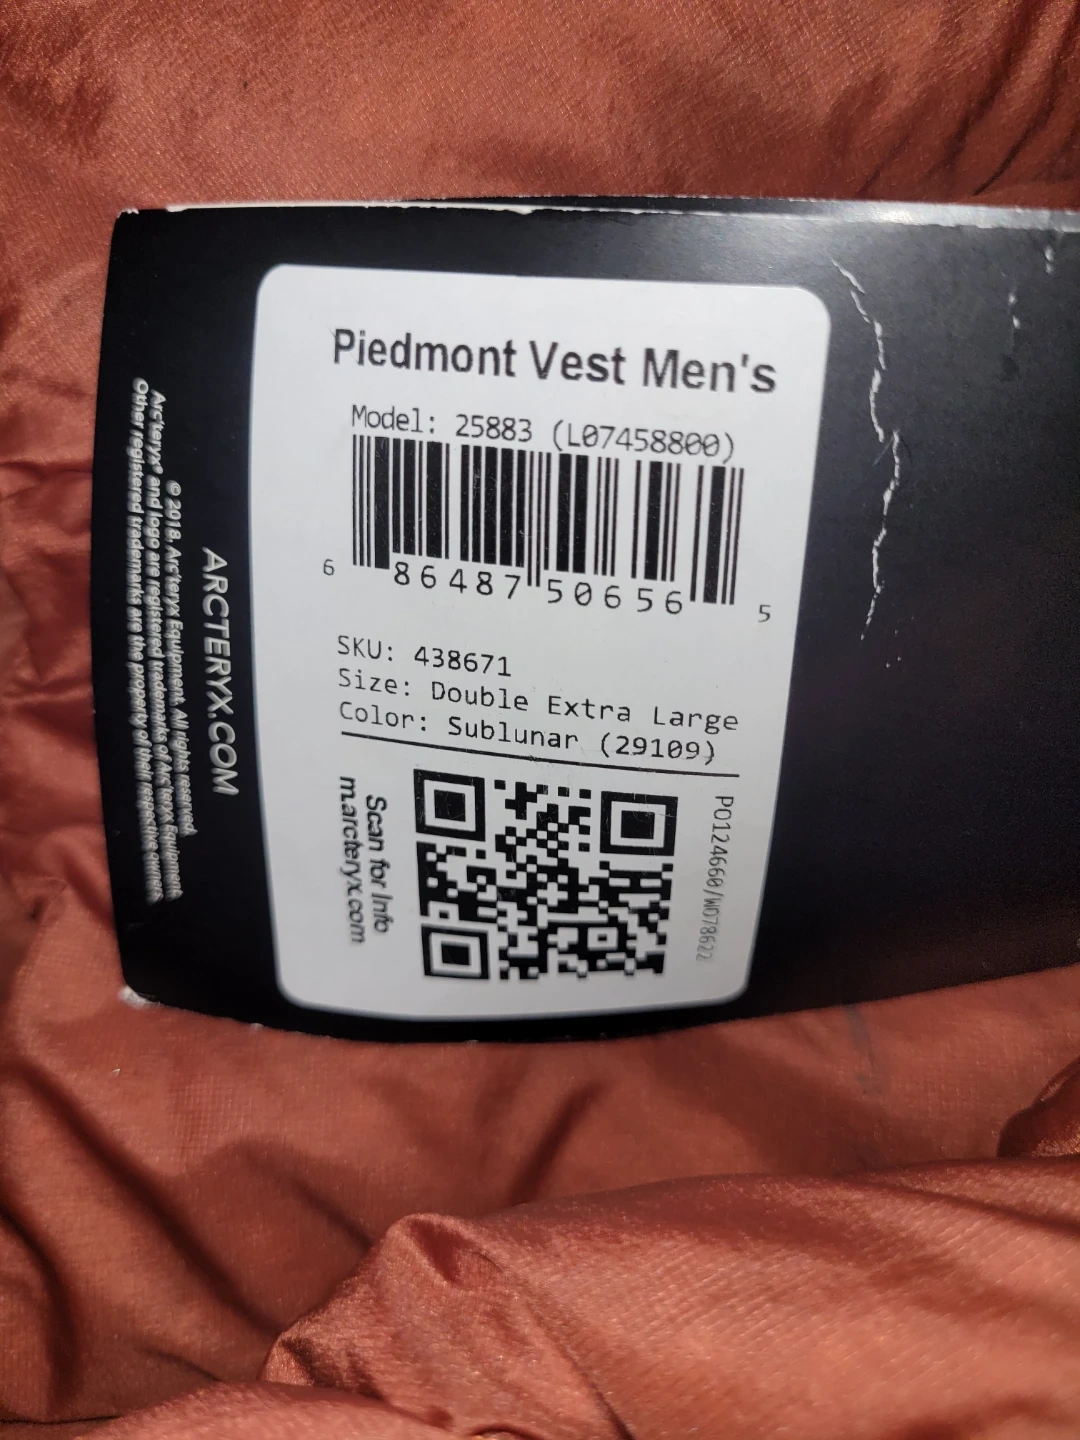 Piedmont Vest Men's
Model: 25883 (L07458800)
6 86487 50656 5
SKU: 438671
Size: Double Extra Large
Color: Sublunar (29109)
Scan for Info
m.arcteryx.com
PO124660/WO78622
ARCTERYX.COM
© 2018, Arc'teryx Equipment. All rights reserved.
Arc'teryx® and logo are registered trademarks of Arc'teryx Equipment.
Other registered trademarks are the property of their respective owners.